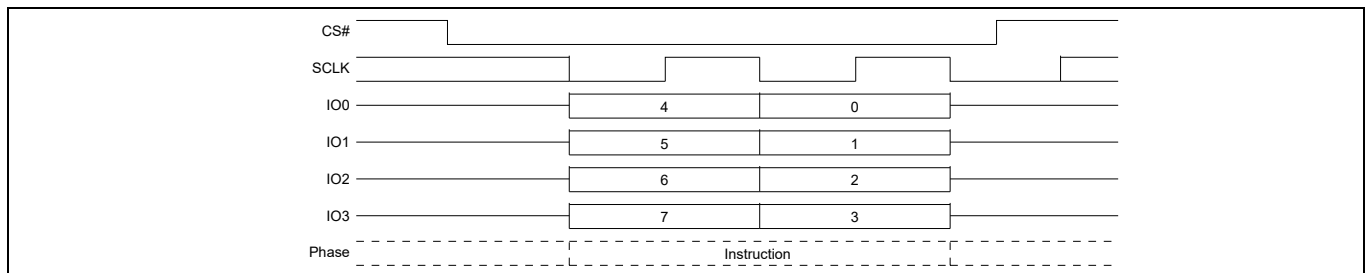 CS#
SCLK
IO0 4 0
IO1 5 1
IO2 6 2
IO3 7 3
Phase Instruction